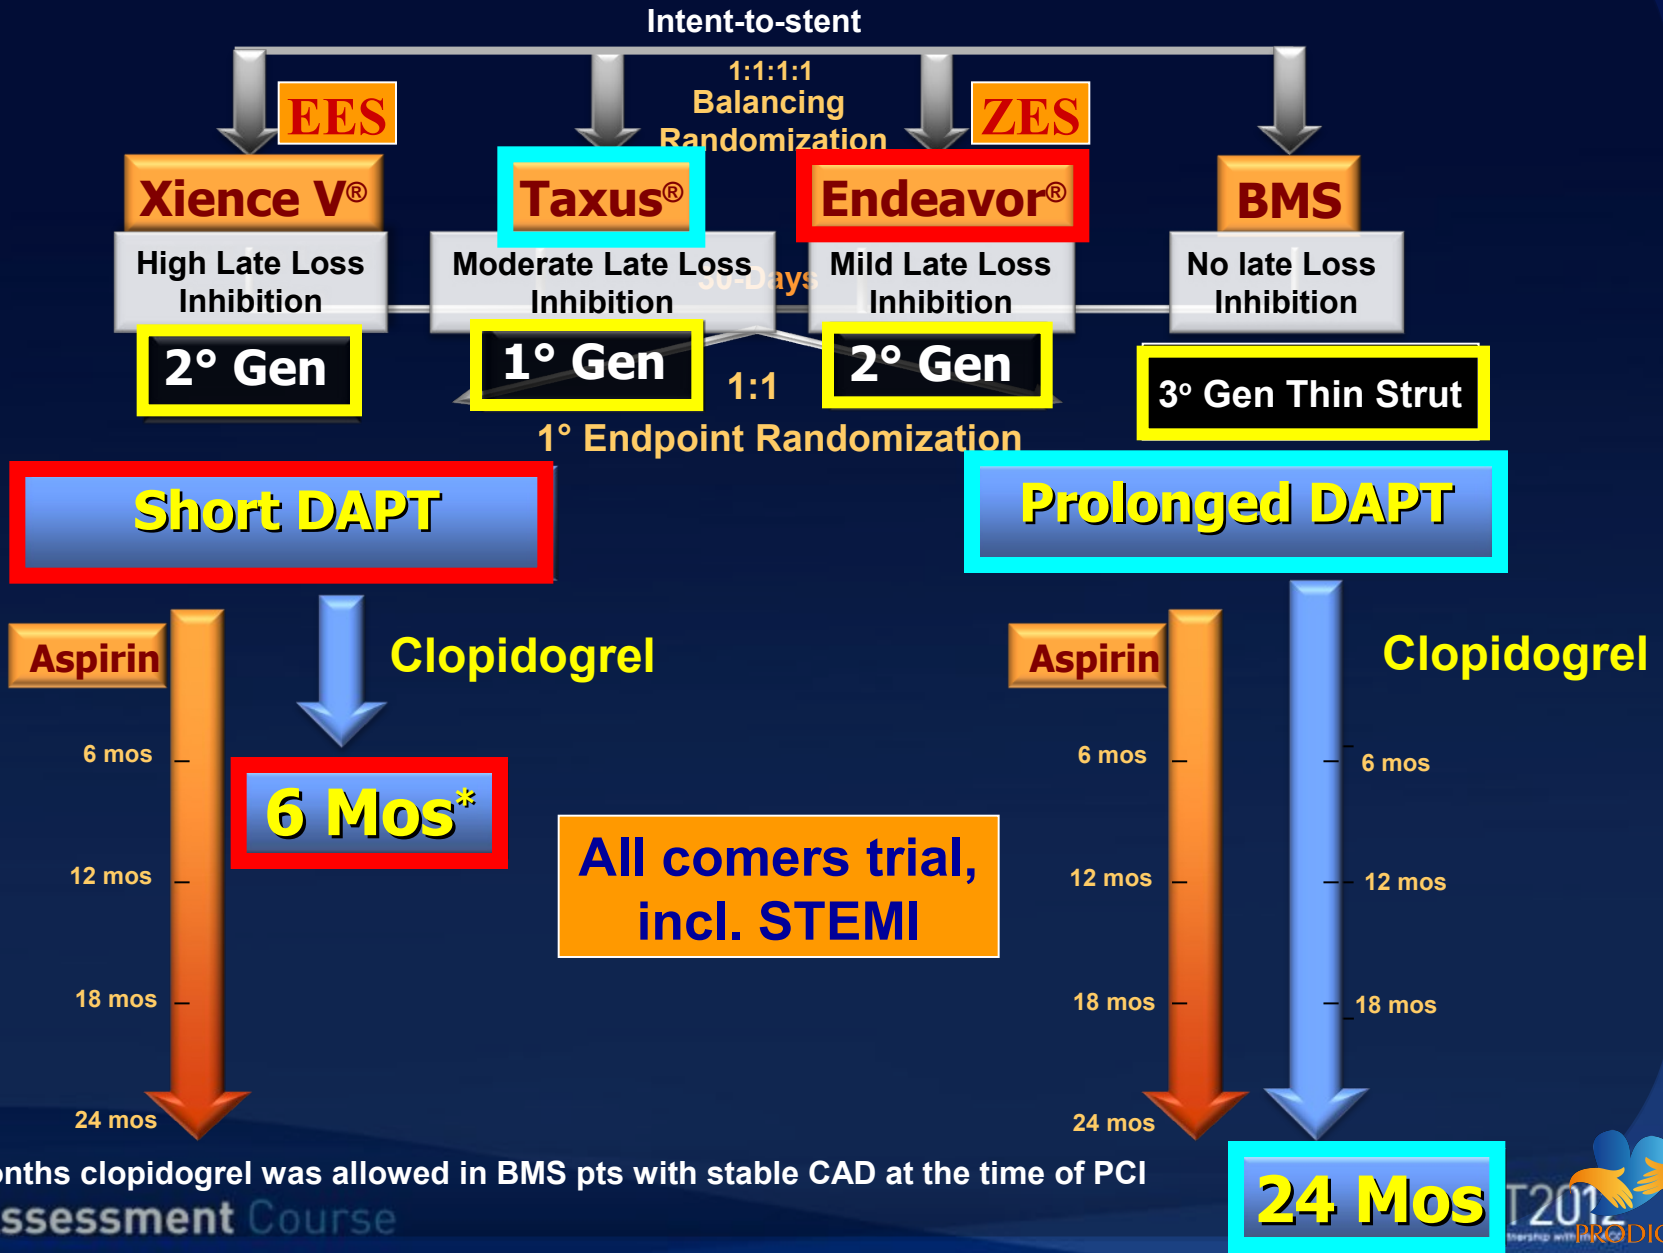 Intent-to-stent
1:1:1:1
Balancing
Randomization
EES
ZES
Xience V®
Taxus®
Endeavor®
BMS
High Late Loss
Inhibition
Moderate Late Loss
Inhibition
Mild Late Loss
Inhibition
No late Loss
Inhibition
30-Days
2° Gen
1° Gen
2° Gen
3° Gen Thin Strut
1:1
1° Endpoint Randomization
Short DAPT
Prolonged DAPT
Aspirin
Clopidogrel
6 mos
12 mos
18 mos
24 mos
6 Mos*
All comers trial,
incl. STEMI
Aspirin
Clopidogrel
6 mos
12 mos
18 mos
24 mos
6 mos
12 mos
18 mos
24 Mos
onths clopidogrel was allowed in BMS pts with stable CAD at the time of PCI
ssessment Course
T2012
PRODIG